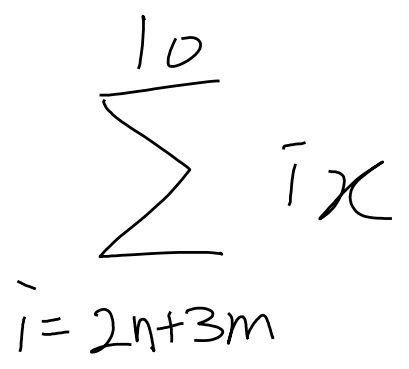 10
∑ ix
i = 2n+3m